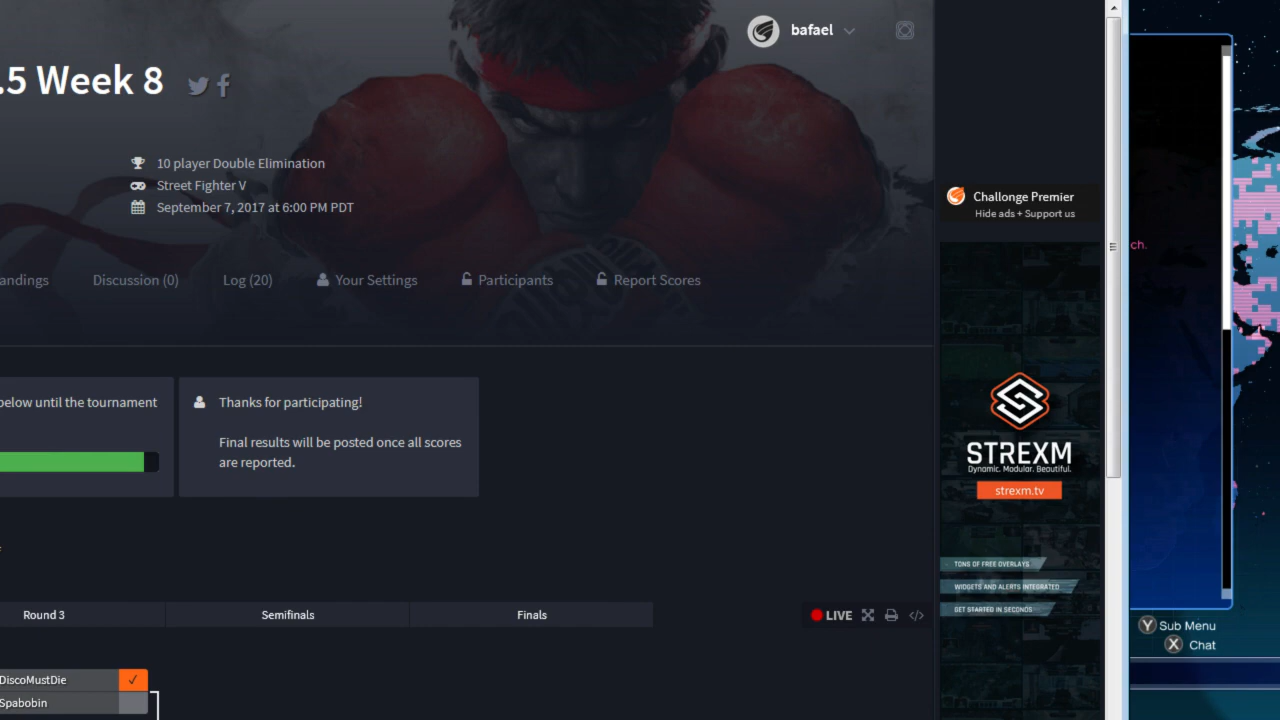 bafael
.5 Week 8
10 player Double Elimination
Street Fighter V
September 7, 2017 at 6:00 PM PDT
Challonge Premier
Hide ads + Support us
ch.
andings
Discussion (0)
Log (20)
Your Settings
Participants
Report Scores
below until the tournament
Thanks for participating!
Final results will be posted once all scores
are reported.
STREXM
Dynamic. Modular. Beautiful.
strexm.tv
TONS OF FREE OVERLAYS
WIDGETS AND ALERTS INTEGRATED
GET STARTED IN SECONDS
Round 3
Semifinals
Finals
LIVE
Y Sub Menu
X Chat
DiscoMustDie
Spabobin